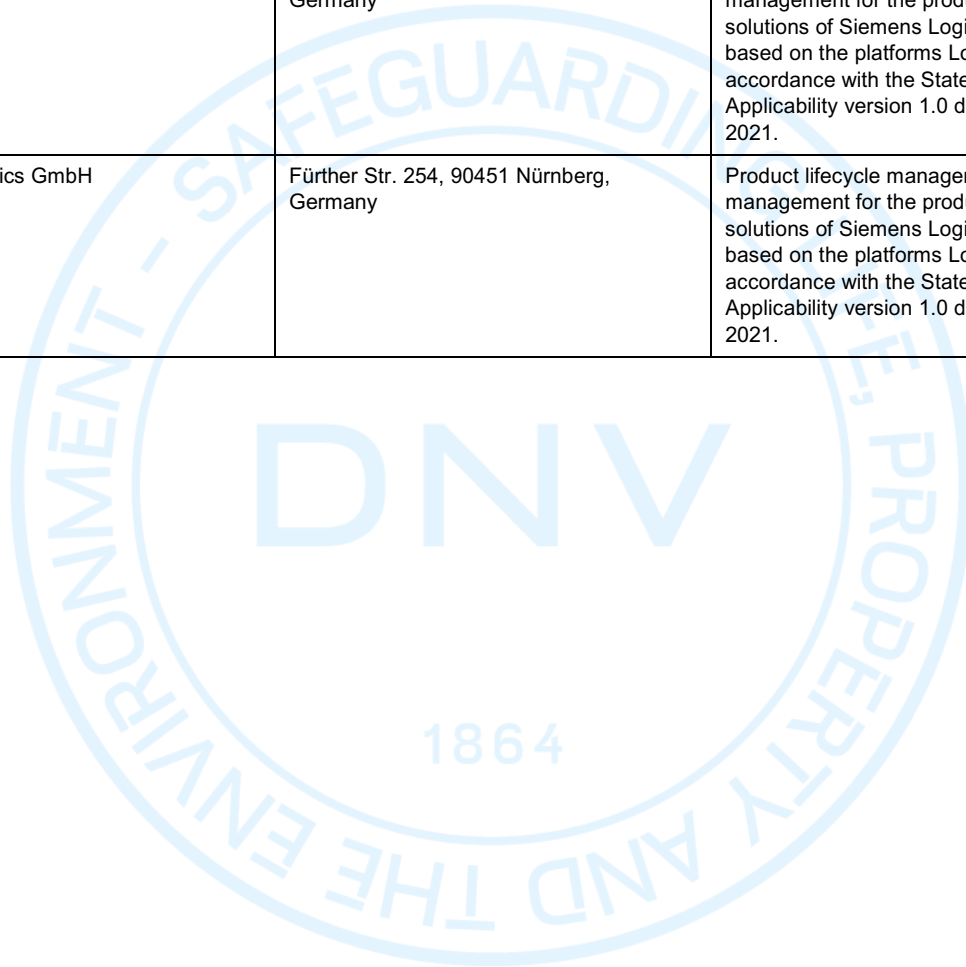 Germany
management for the prod
solutions of Siemens Logi
based on the platforms Lo
accordance with the State
Applicability version 1.0 d
2021.
ics GmbH
Fürther Str. 254, 90451 Nürnberg,
Germany
Product lifecycle manager
management for the produ
solutions of Siemens Logi
based on the platforms Lo
accordance with the State
Applicability version 1.0 d
2021.
SAFEGUARDING LIFE, PROPERTY AND THE ENVIRONMENT -
DNV
1864